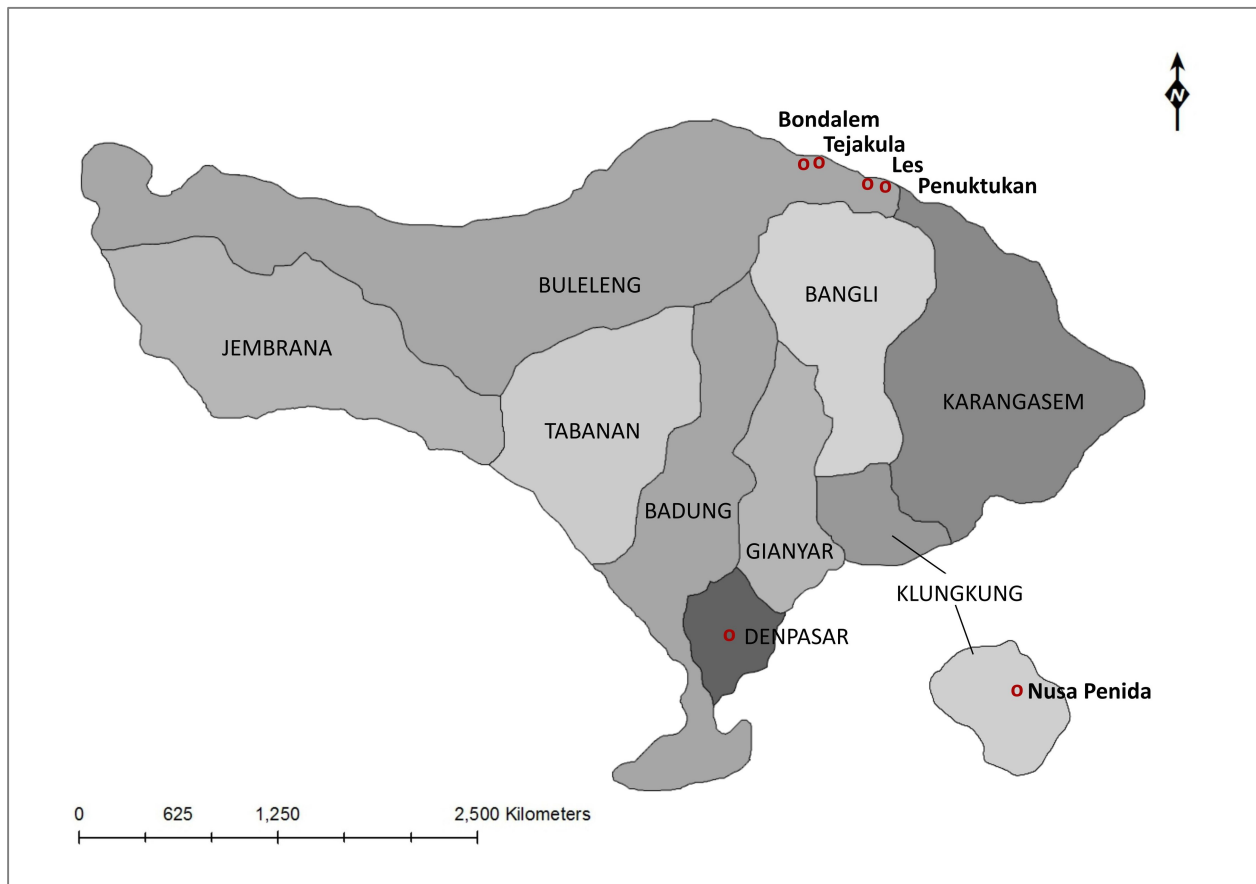 N
Bondalem
Tejakula
Les
Penuktukan
BULELENG
BANGLI
JEMBRANA
KARANGASEM
TABANAN
BADUNG
GIANYAR
KLUNGKUNG
DENPASAR
Nusa Penida
0 625 1,250 2,500 Kilometers